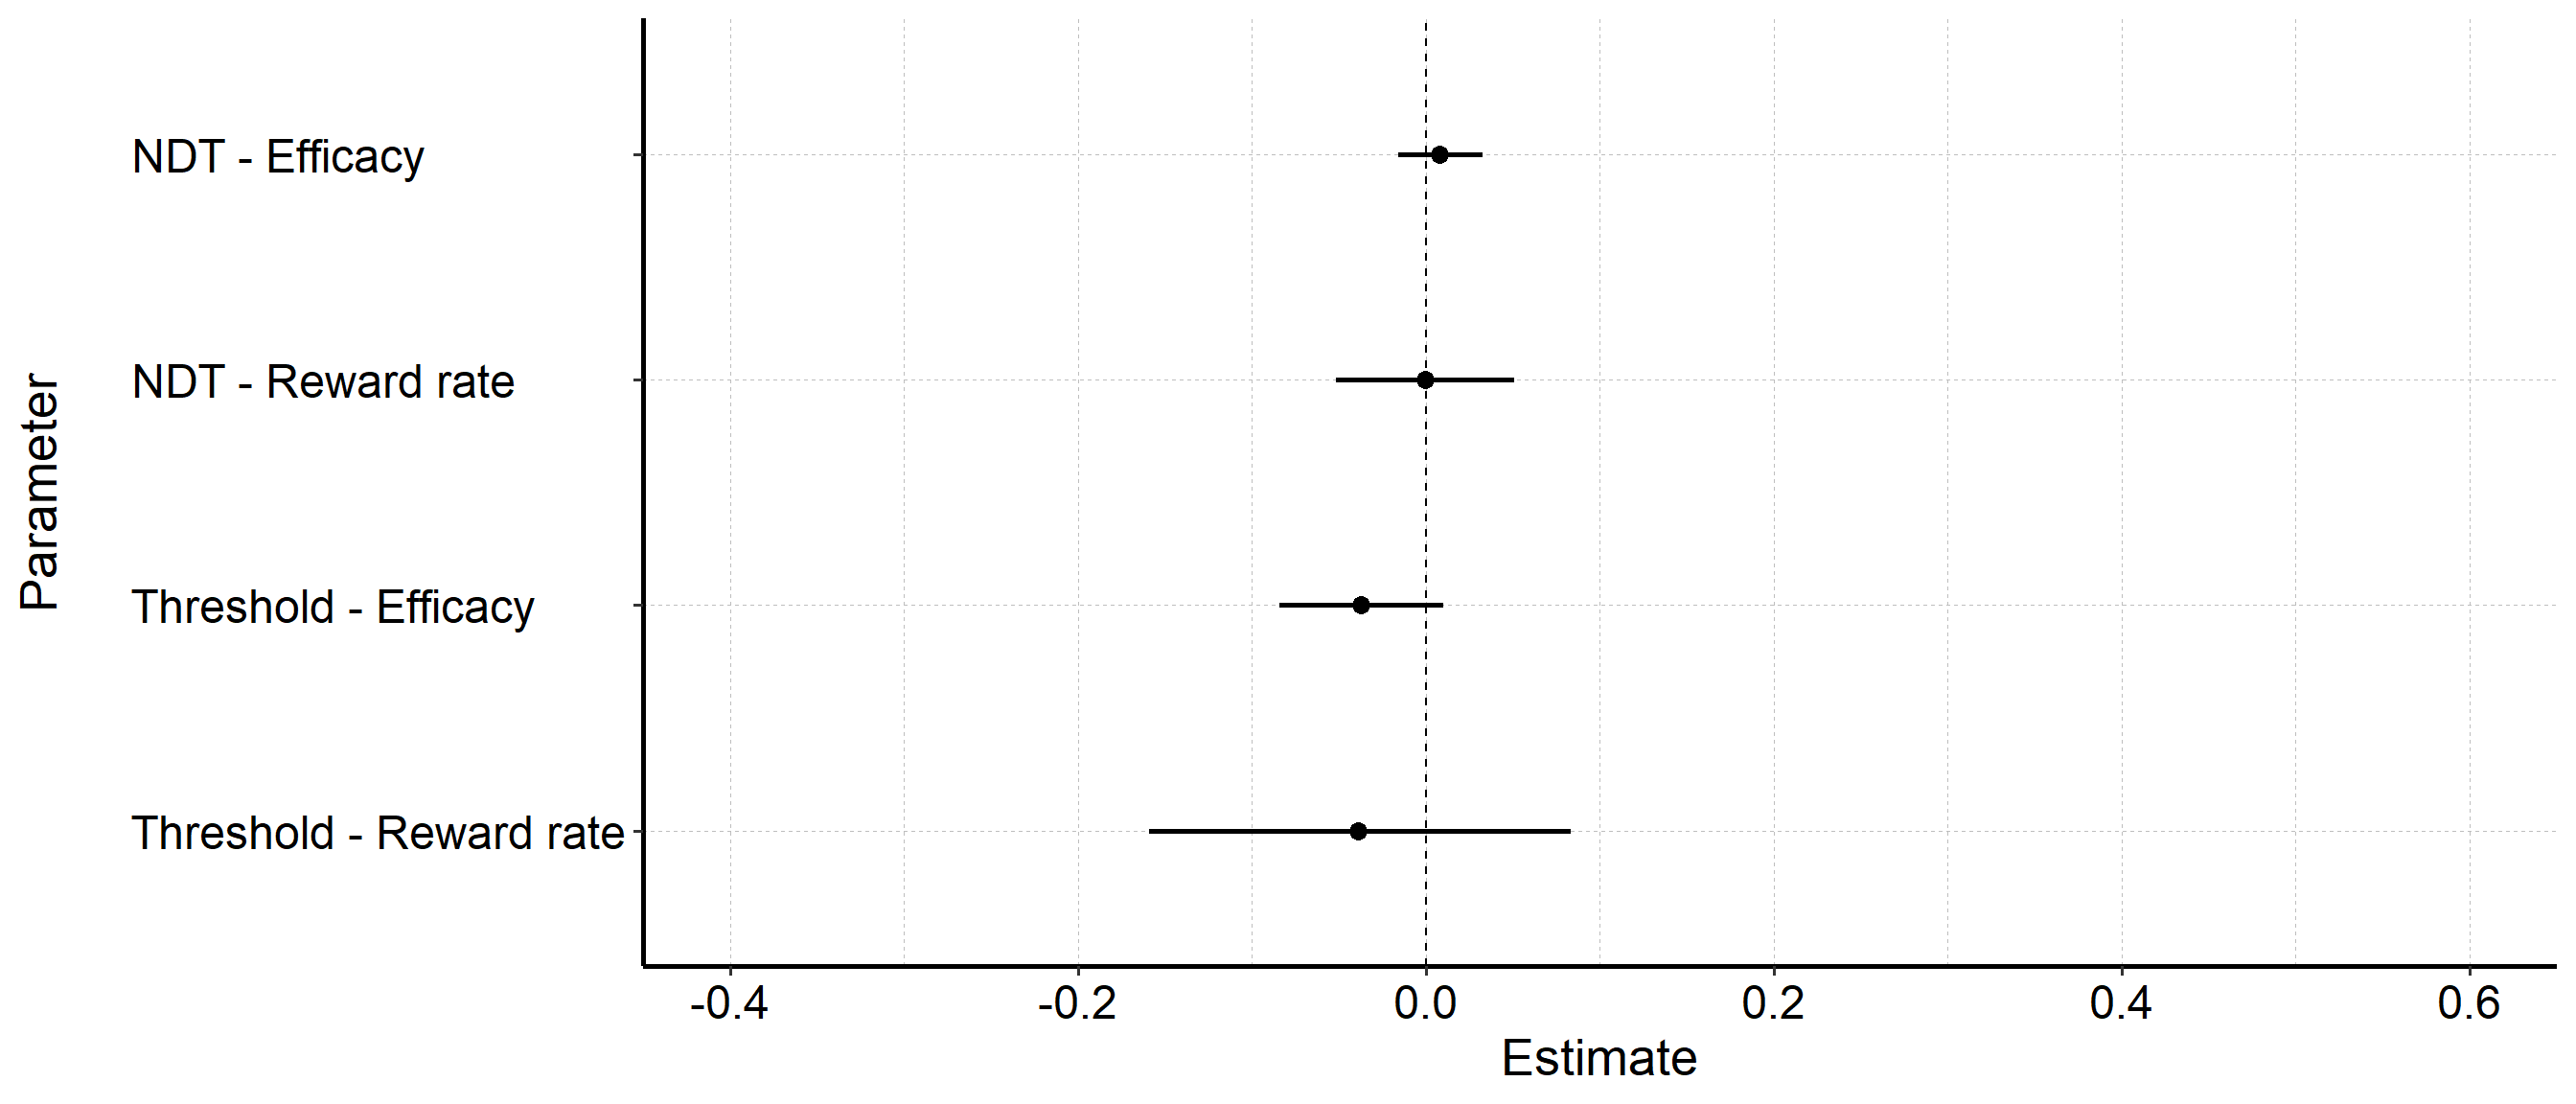 Parameter
NDT - Efficacy
NDT - Reward rate
Threshold - Efficacy
Threshold - Reward rate
-0.4 -0.2 0.0 0.2 0.4 0.6
Estimate